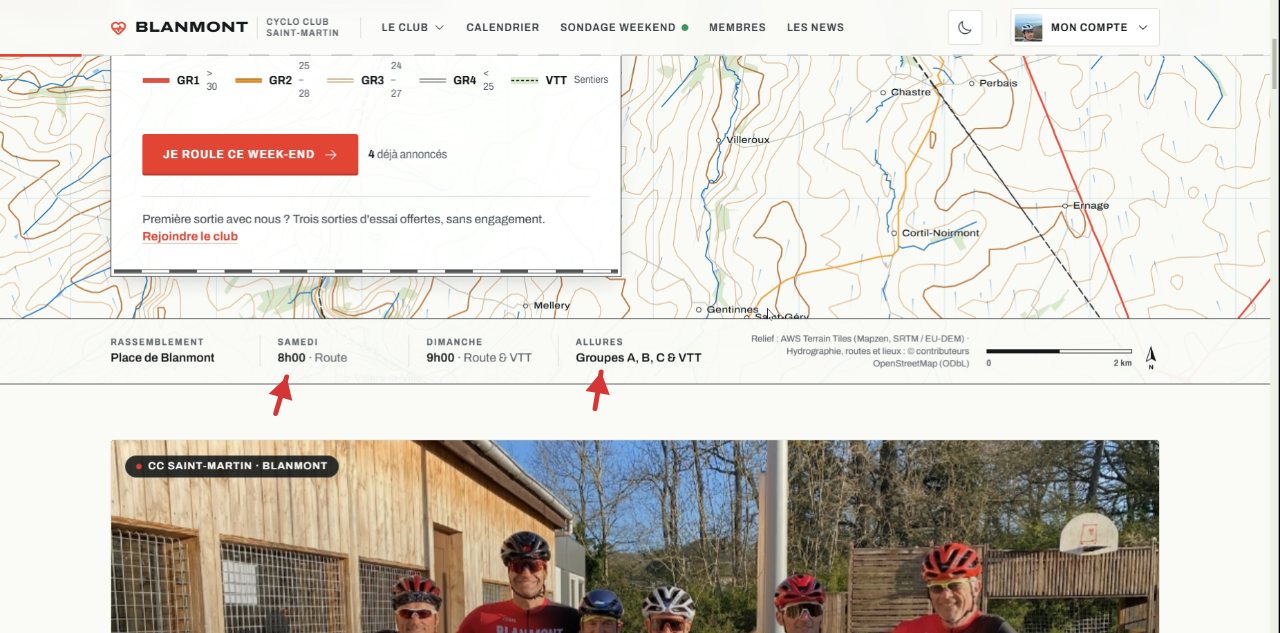 BLANMONT
CYCLO CLUB
SAINT-MARTIN
LE CLUB
CALENDRIER
SONDAGE WEEKEND
MEMBRES
LES NEWS
MON COMPTE
GR1 > 30
GR2 25 – 28
GR3 24 – 27
GR4 < 25
VTT Sentiers
JE ROULE CE WEEK-END →
4 déjà annoncés
Première sortie avec nous ? Trois sorties d'essai offertes, sans engagement.
Rejoindre le club
Chastre
Perbais
Villeroux
Ernage
Cortil-Noirmont
Mellery
Gentinnes
Saint-Géry
RASSEMBLEMENT
Place de Blanmont
SAMEDI
8h00 · Route
DIMANCHE
9h00 · Route & VTT
ALLURES
Groupes A, B, C & VTT
Relief : AWS Terrain Tiles (Mapzen, SRTM / EU-DEM) ·
Hydrographie, routes et lieux : © contributeurs
OpenStreetMap (ODbL)
0
2 km
N
CC SAINT-MARTIN · BLANMONT
BLANMONT